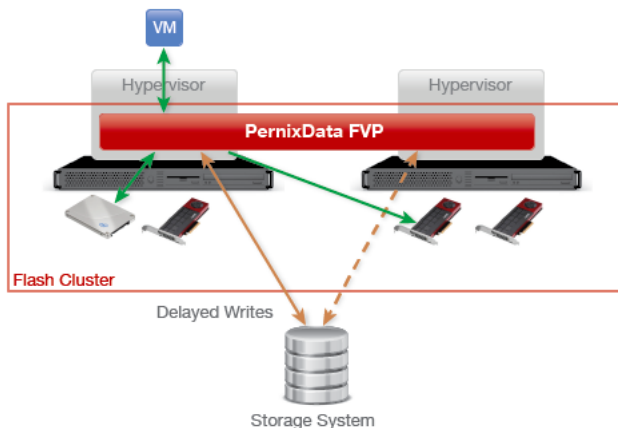 VM
Hypervisor
Hypervisor
PernixData FVP
Flash Cluster
Delayed Writes
Storage System